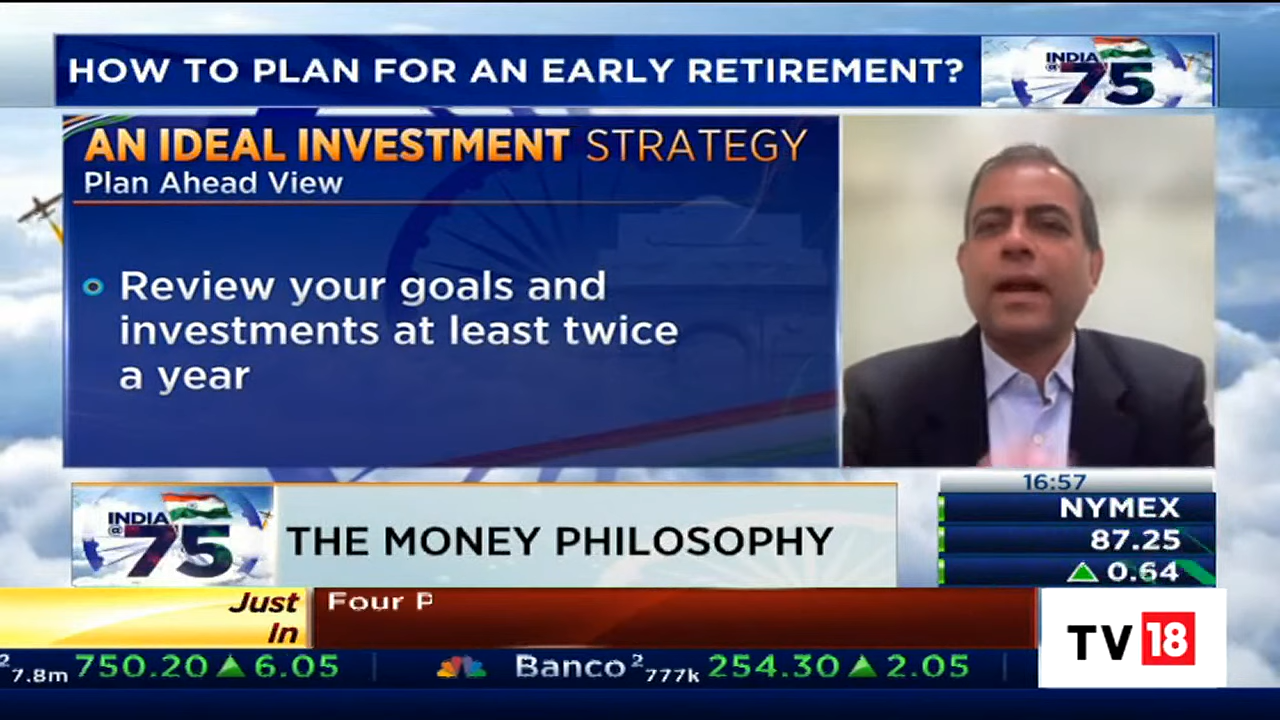 HOW TO PLAN FOR AN EARLY RETIREMENT?
INDIA
@
75
AN IDEAL INVESTMENT STRATEGY
Plan Ahead View
Review your goals and
investments at least twice
a year
INDIA
@
75
THE MONEY PHILOSOPHY
16:57
NYMEX
87.25
▲ 0.64
Just
In
Four P
2 7.8m 750.20 ▲ 6.05
Banco 2 777k 254.30 ▲ 2.05
TV18